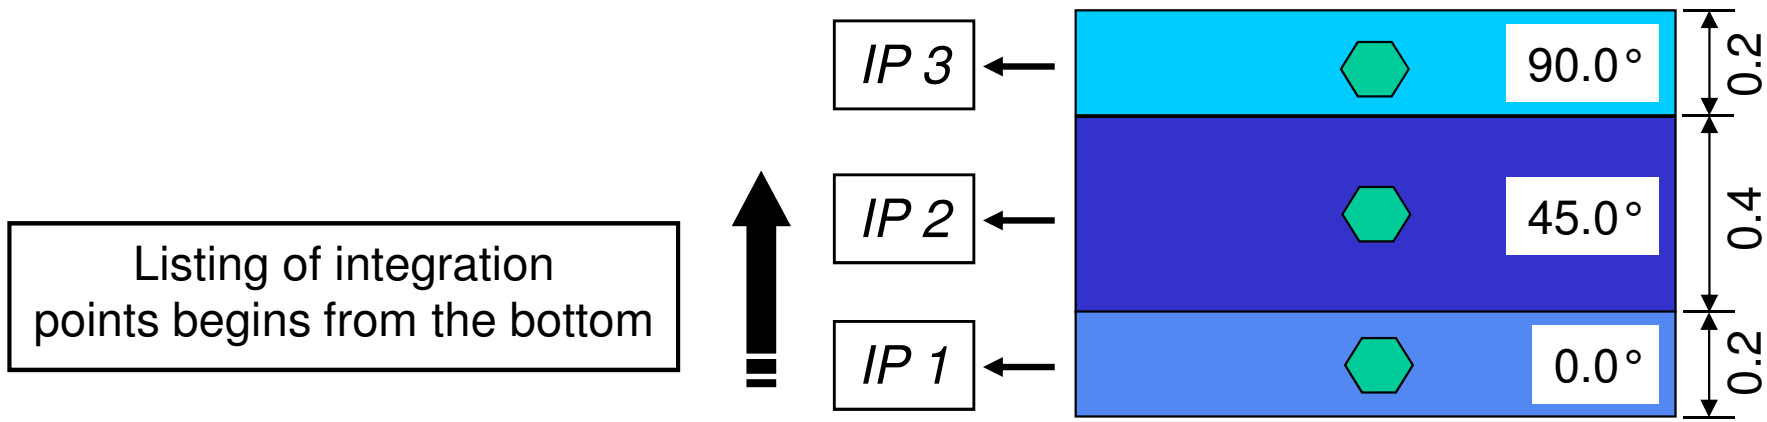 IP 3
90.0°
0.2
IP 2
45.0°
0.4
Listing of integration
points begins from the bottom
IP 1
0.0°
0.2